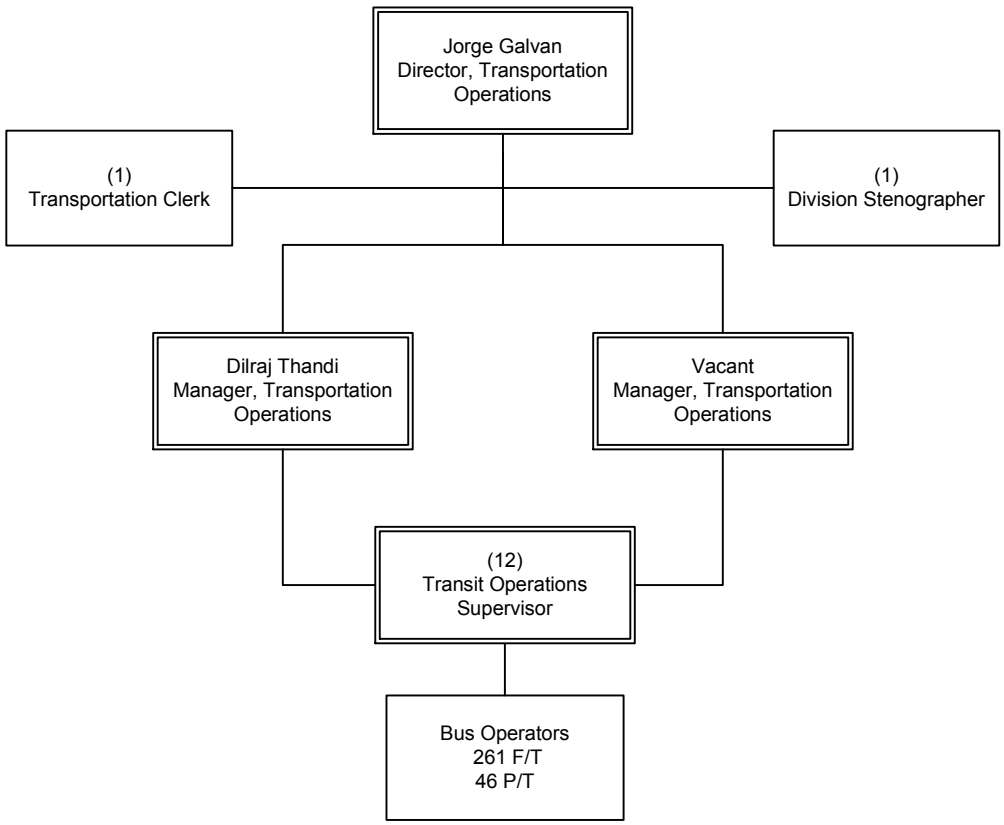 Jorge Galvan
Director, Transportation
Operations
(1)
Transportation Clerk
(1)
Division Stenographer
Dilraj Thandi
Manager, Transportation
Operations
Vacant
Manager, Transportation
Operations
(12)
Transit Operations
Supervisor
Bus Operators
261 F/T
46 P/T